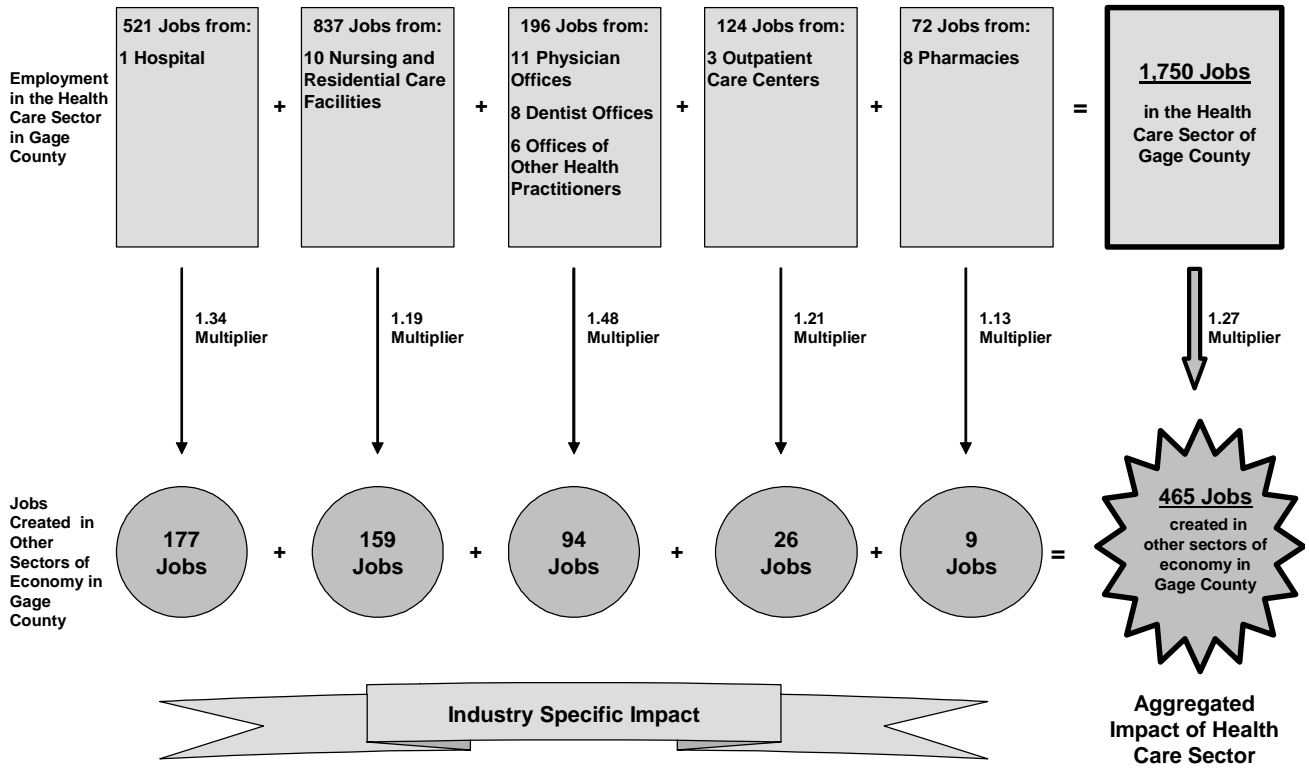 Employment
in the Health
Care Sector
in Gage
County
521 Jobs from:
1 Hospital
+
837 Jobs from:
10 Nursing and
Residential Care
Facilities
+
196 Jobs from:
11 Physician
Offices
8 Dentist Offices
6 Offices of
Other Health
Practitioners
+
124 Jobs from:
3 Outpatient
Care Centers
+
72 Jobs from:
8 Pharmacies
=
1,750 Jobs
in the Health
Care Sector of
Gage County
1.34
Multiplier
1.19
Multiplier
1.48
Multiplier
1.21
Multiplier
1.13
Multiplier
1.27
Multiplier
Jobs
Created in
Other
Sectors of
Economy in
Gage
County
177
Jobs
+
159
Jobs
+
94
Jobs
+
26
Jobs
+
9
Jobs
=
465 Jobs
created in
other sectors of
economy in
Gage County
Industry Specific Impact
Aggregated
Impact of Health
Care Sector